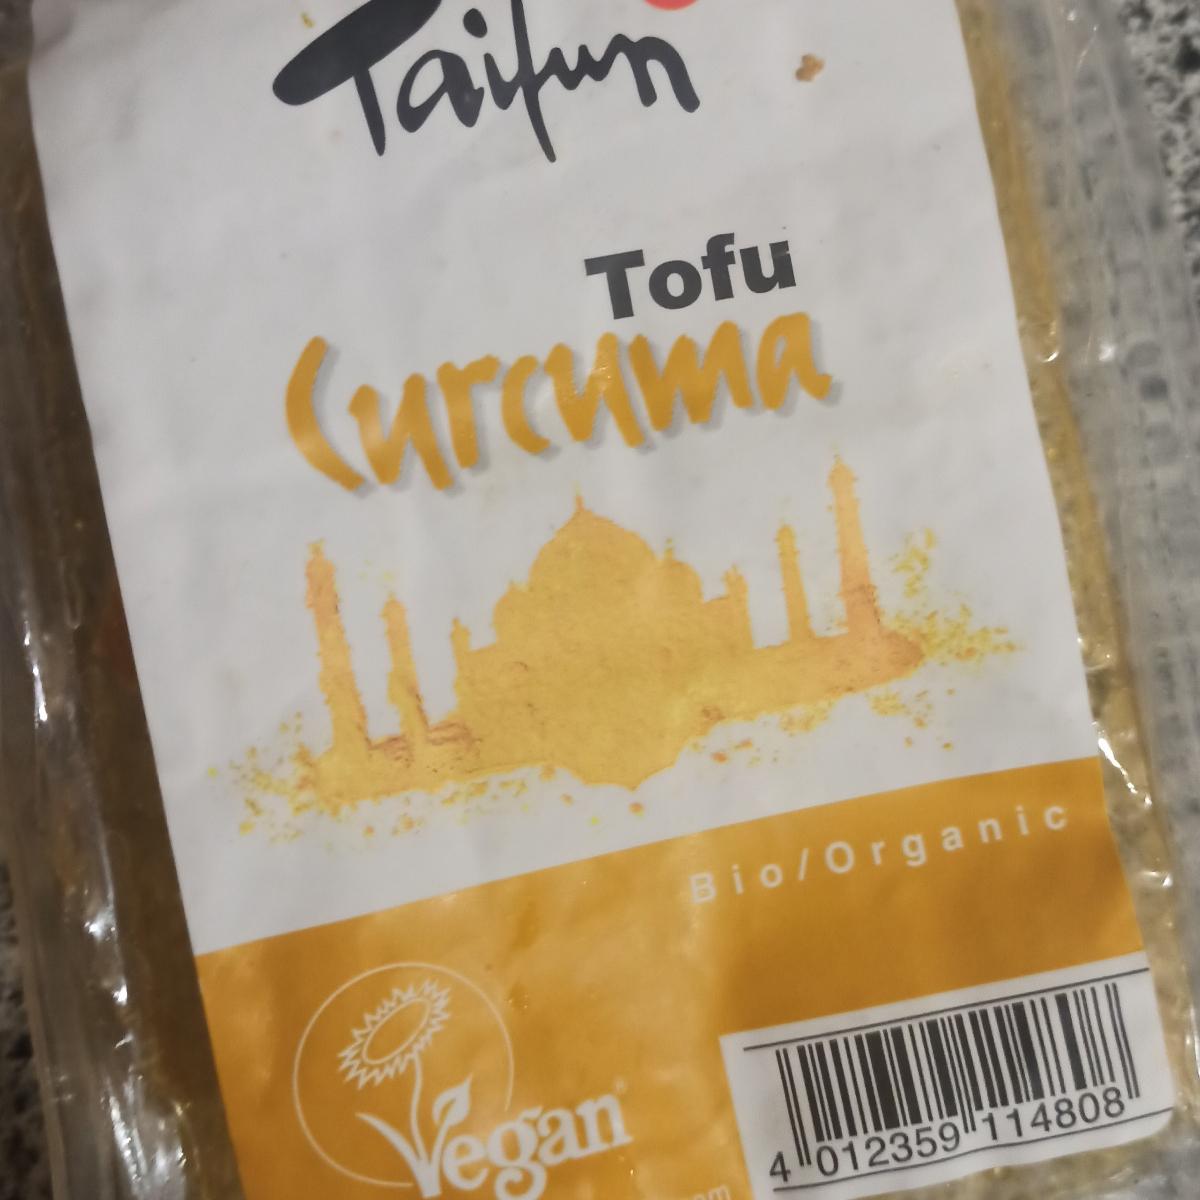 Taifun
Tofu
Curcuma
Bio/Organic
Vegan®
4 012359 114808